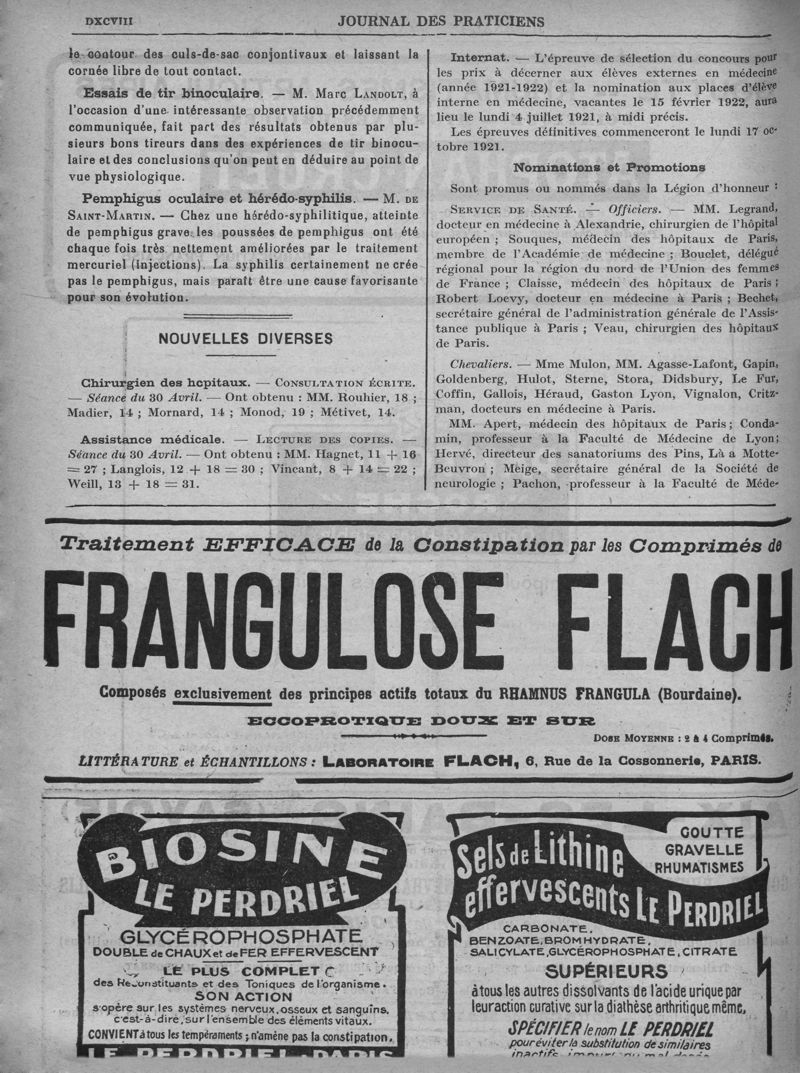 DXCVIII
JOURNAL DES PRATICIENS
le contour des culs-de-sac conjontivaux et laissant la
cornée libre de tout contact.
Essais de tir binoculaire. — M. Marc LANDOLT, à
l'occasion d'une intéressante observation précédemment
communiquée, fait part des résultats obtenus par plu-
sieurs bons tireurs dans des expériences de tir binocu-
laire et des conclusions qu'on peut en déduire au point de
vue physiologique.
Pemphigus oculaire et hérédo-syphilis. — M. DE
SAINT-MARTIN. — Chez une hérédo-syphilitique, atteinte
de pemphigus grave les poussées de pemphigus ont été
chaque fois très nettement améliorées par le traitement
mercuriel (injections). La syphilis certainement ne crée
pas le pemphigus, mais paraît être une cause favorisante
pour son évolution.
NOUVELLES DIVERSES
Chirurgien des hopitaux. — CONSULTATION ÉCRITE.
— Séance du 30 Avril. — Ont obtenu : MM. Rouhier, 18 ;
Madier, 14 ; Mornard, 14 ; Monod, 19 ; Métivet, 14.
Assistance médicale. — LECTURE DES COPIES. —
Séance du 30 Avril. — Ont obtenu : MM. Hagnet, 11 + 16
= 27 ; Langlois, 12 + 18 = 30 ; Vincant, 8 + 14 = 22 ;
Weill, 13 + 18 = 31.
Internat. — L'épreuve de sélection du concours pour
les prix à décerner aux élèves externes en médecine
(année 1921-1922) et la nomination aux places d'élève
interne en médecine, vacantes le 15 février 1922, aura
lieu le lundi 4 juillet 1921, à midi précis.
Les épreuves définitives commenceront le lundi 17 oc-
tobre 1921.
Nominations et Promotions
Sont promus ou nommés dans la Légion d'honneur :
SERVICE DE SANTÉ. — Officiers. — MM. Legrand,
docteur en médecine à Alexandrie, chirurgien de l'hôpital
européen ; Souques, médecin des hôpitaux de Paris,
membre de l'Académie de médecine ; Bouclet, délégué
régional pour la région du nord de l'Union des femmes
de France ; Claisse, médecin des hôpitaux de Paris ;
Robert Loevy, docteur en médecine à Paris ; Bechet,
secrétaire général de l'administration générale de l'Assis-
tance publique à Paris ; Veau, chirurgien des hôpitaux
de Paris.
Chevaliers. — Mme Mulon, MM. Agasse-Lafont, Gapin,
Goldenberg, Hulot, Sterne, Stora, Didsbury, Le Fur,
Coffin, Gallois, Héraud, Gaston Lyon, Vignalon, Critz-
man, docteurs en médecine à Paris.
MM. Apert, médecin des hôpitaux de Paris ; Conda-
min, professeur à la Faculté de Médecine de Lyon ;
Hervé, directeur des sanatoriums des Pins, Là a Motte-
Beuvron ; Mèige, secrétaire général de la Société de
neurologie ; Pachon, professeur à la Faculté de Méde-
Traitement EFFICACE de la Constipation par les Comprimés de
FRANGULOSE FLACH
Composés exclusivement des principes actifs totaux du RHAMNUS FRANGULA (Bourdaine).
ECCOPROTIQUE DOUX ET SUR
DOSE MOYENNE : 2 à 4 Comprimés.
LITTÉRATURE et ÉCHANTILLONS : LABORATOIRE FLACH, 6, Rue de la Cossonnerie, PARIS.
BIOSINE
LE PERDRIEL
GLYCÉROPHOSPHATE
DOUBLE de CHAUX et de FER EFFERVESCENT
LE PLUS COMPLET
des Reconstituants et des Toniques de l'organisme.
SON ACTION
s'opère sur les systèmes nerveux, osseux et sanguins,
c'est-à-dire, sur l'ensemble des éléments vitaux.
CONVIENT à tous les tempéraments ; n'amène pas la constipation.
LE PERDRIEL - PARIS
GOUTTE
GRAVELLE
RHUMATISMES
Sels de Lithine
effervescents LE PERDRIEL
CARBONATE,
BENZOATE, BROMHYDRATE,
SALICYLATE, GLYCÉROPHOSPHATE, CITRATE
SUPÉRIEURS
à tous les autres dissolvants de l'acide urique par
leur action curative sur la diathèse arthritique même,
SPÉCIFIER le nom LE PERDRIEL
pour éviter la substitution de similaires
inactifs